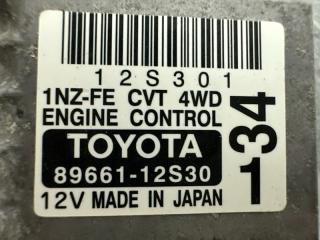 12S301
1NZ-FE CVT 4WD
ENGINE CONTROL
TOYOTA
89661-12S30
12V MADE IN JAPAN
134